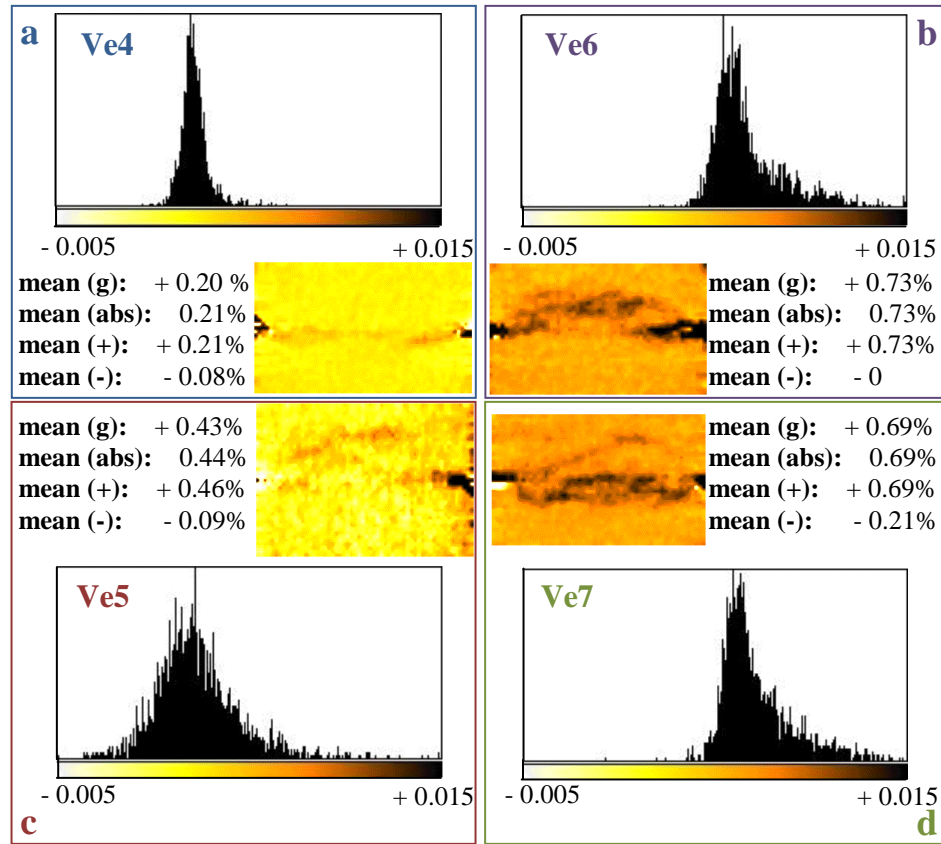 a
Ve4
- 0.005
+ 0.015
mean (g): + 0.20 %
mean (abs): 0.21%
mean (+): + 0.21%
mean (-): - 0.08%
b
Ve6
- 0.005
+ 0.015
mean (g): + 0.73%
mean (abs): 0.73%
mean (+): + 0.73%
mean (-): - 0
mean (g): + 0.43%
mean (abs): 0.44%
mean (+): + 0.46%
mean (-): - 0.09%
Ve5
- 0.005
+ 0.015
c
mean (g): + 0.69%
mean (abs): 0.69%
mean (+): + 0.69%
mean (-): - 0.21%
Ve7
- 0.005
+ 0.015
d